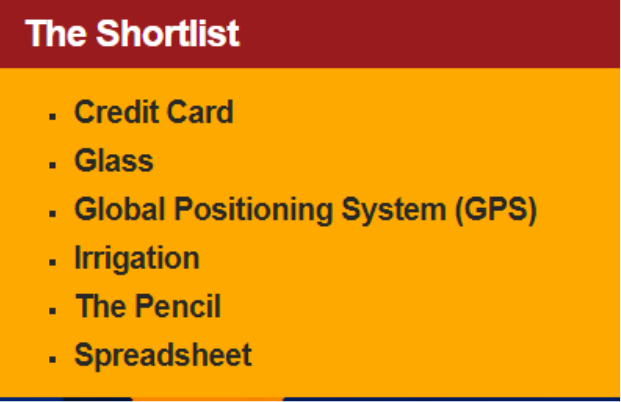 The Shortlist
Credit Card
Glass
Global Positioning System (GPS)
Irrigation
The Pencil
Spreadsheet